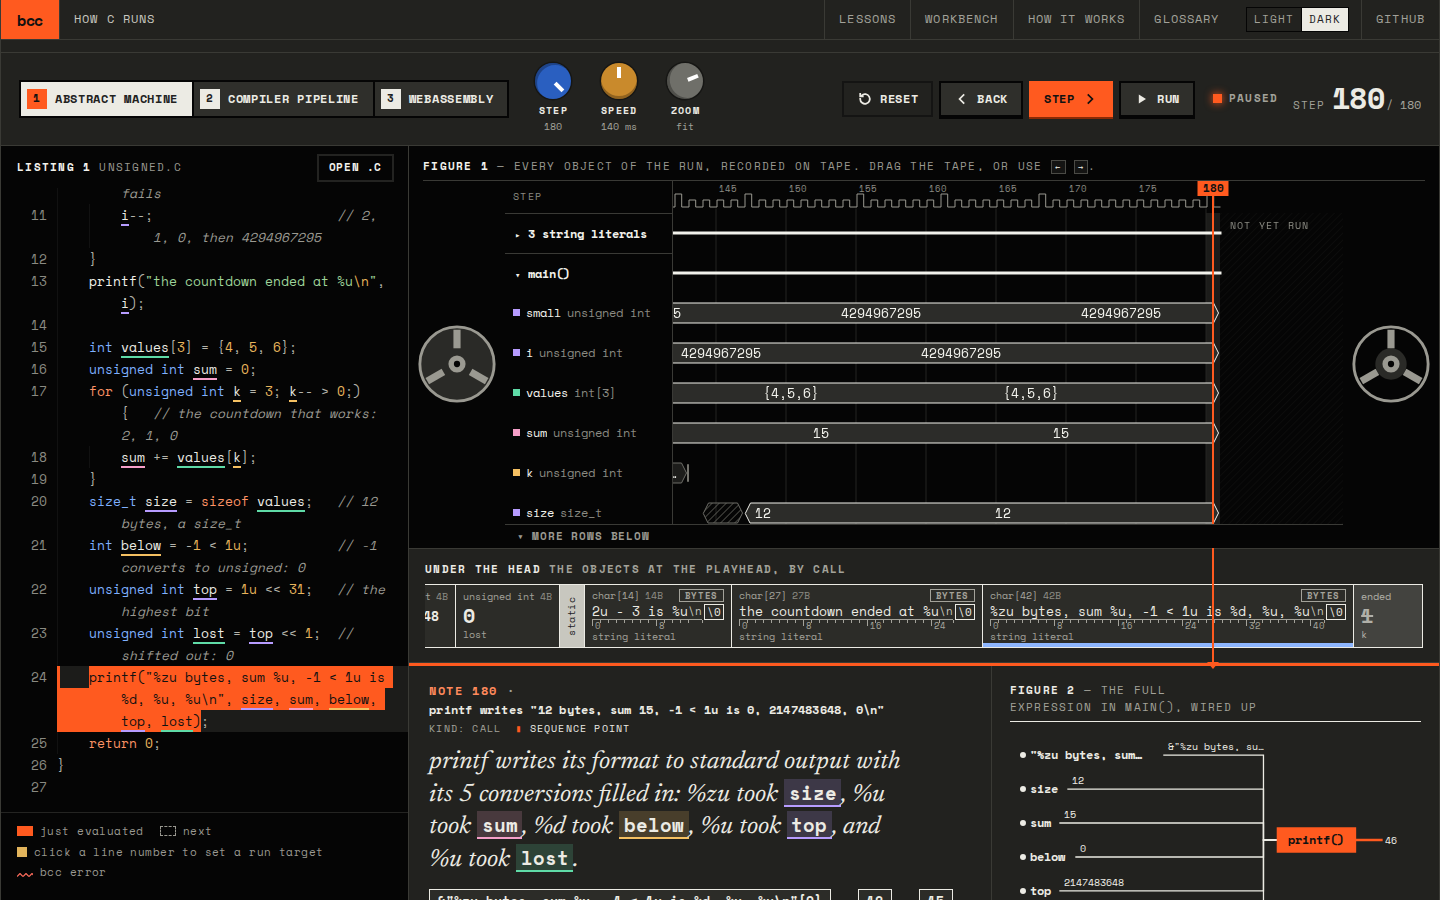 bcc HOW C RUNS LESSONS WORKBENCH HOW IT WORKS GLOSSARY LIGHT DARK GITHUB
1 ABSTRACT MACHINE 2 COMPILER PIPELINE 3 WEBASSEMBLY STEP 180 SPEED 140 ms ZOOM fit RESET BACK STEP RUN PAUSED STEP 180 / 180
LISTING 1 UNSIGNED.C OPEN .C
fails
11 i--; // 2,
1, 0, then 4294967295
12 }
13 printf("the countdown ended at %u\n",
i);
14
15 int values[3] = {4, 5, 6};
16 unsigned int sum = 0;
17 for (unsigned int k = 3; k-- > 0;)
{ // the countdown that works:
2, 1, 0
18 sum += values[k];
19 }
20 size_t size = sizeof values; // 12
bytes, a size_t
21 int below = -1 < 1u; // -1
converts to unsigned: 0
22 unsigned int top = 1u << 31; // the
highest bit
23 unsigned int lost = top << 1; //
shifted out: 0
24 printf("%zu bytes, sum %u, -1 < 1u is
%d, %u, %u\n", size, sum, below,
top, lost);
25 return 0;
26 }
27
just evaluated next
click a line number to set a run target
bcc error
FIGURE 1 — EVERY OBJECT OF THE RUN, RECORDED ON TAPE. DRAG THE TAPE, OR USE ← →.
STEP 145 150 155 160 165 170 175 180
▸ 3 string literals NOT YET RUN
▾ main()
small unsigned int 5 4294967295 4294967295
i unsigned int 4294967295 4294967295
values int[3] {4,5,6} {4,5,6}
sum unsigned int 15 15
k unsigned int
size size_t 12 12
▾ MORE ROWS BELOW
UNDER THE HEAD THE OBJECTS AT THE PLAYHEAD, BY CALL
t 4B unsigned int 4B static char[14] 14B BYTES char[27] 27B BYTES char[42] 42B BYTES ended
48 0 2u - 3 is %u\n \0 the countdown ended at %u\n \0 %zu bytes, sum %u, -1 < 1u is %d, %u, %u\n \0 1
0 8 0 8 16 24 0 8 16 24 32 40
lost string literal string literal string literal k
NOTE 180 ·
printf writes "12 bytes, sum 15, -1 < 1u is 0, 2147483648, 0\n"
KIND: CALL SEQUENCE POINT
printf writes its format to standard output with
its 5 conversions filled in: %zu took size, %u
took sum, %d took below, %u took top, and
%u took lost.
FIGURE 2 — THE FULL
EXPRESSION IN MAIN(), WIRED UP
"%zu bytes, sum… &"%zu bytes, su…
size 12
sum 15
below 0
top 2147483648
printf() 46